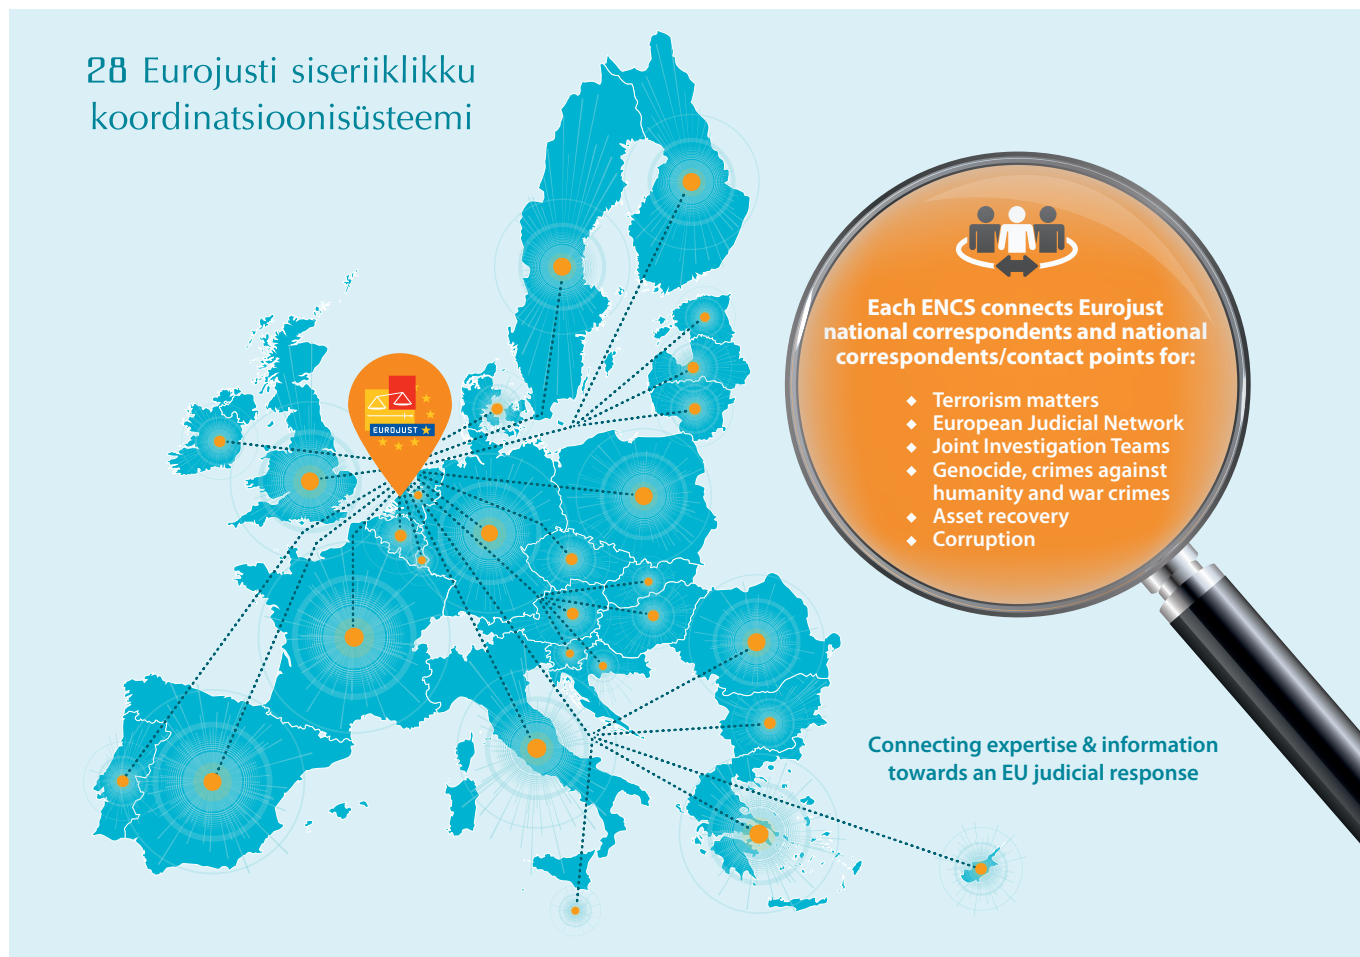 28 Eurojusti siseriiklikku
koordinatsioonisüsteemi
EUROJUST
Each ENCS connects Eurojust
national correspondents and national
correspondents/contact points for:
◆ Terrorism matters
◆ European Judicial Network
◆ Joint Investigation Teams
◆ Genocide, crimes against
humanity and war crimes
◆ Asset recovery
◆ Corruption
Connecting expertise & information
towards an EU judicial response